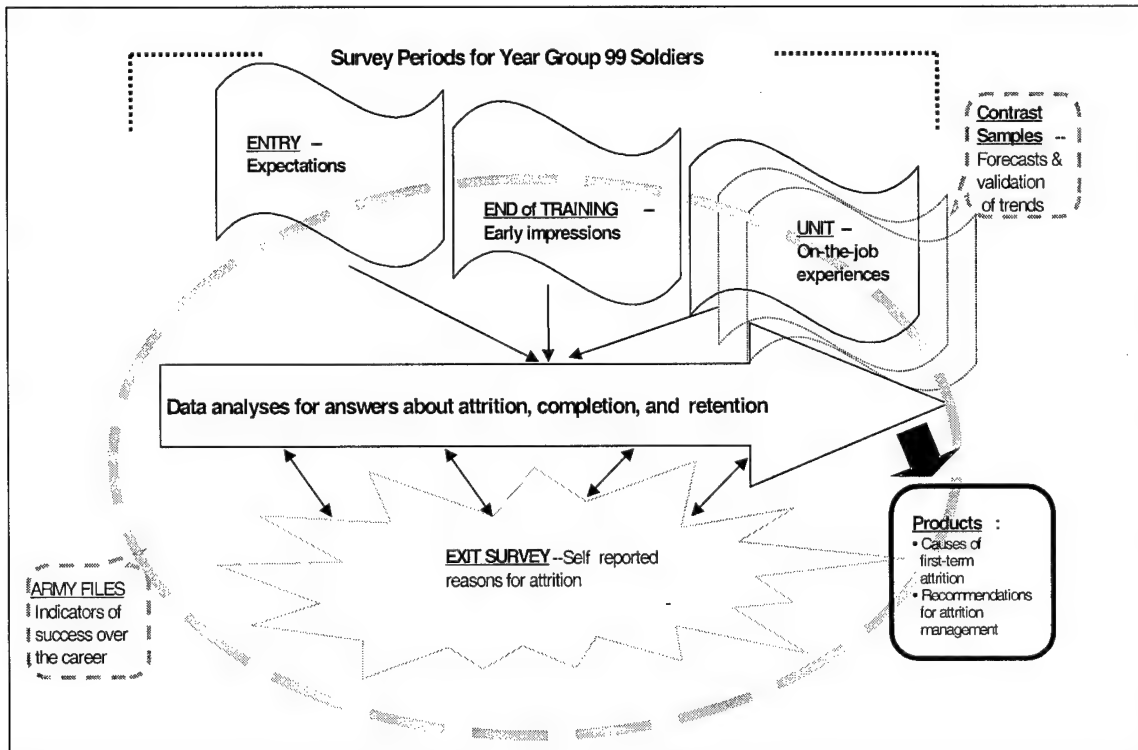 Survey Periods for Year Group 99 Soldiers
ENTRY –
Expectations
END of TRAINING –
Early impressions
UNIT –
On-the-job
experiences
Contrast
Samples --
Forecasts &
validation
of trends
Data analyses for answers about attrition, completion, and retention
EXIT SURVEY --Self reported
reasons for attrition
ARMY FILES
Indicators of
success over
the career
Products :
• Causes of
first-term
attrition
• Recommendations
for attrition
management